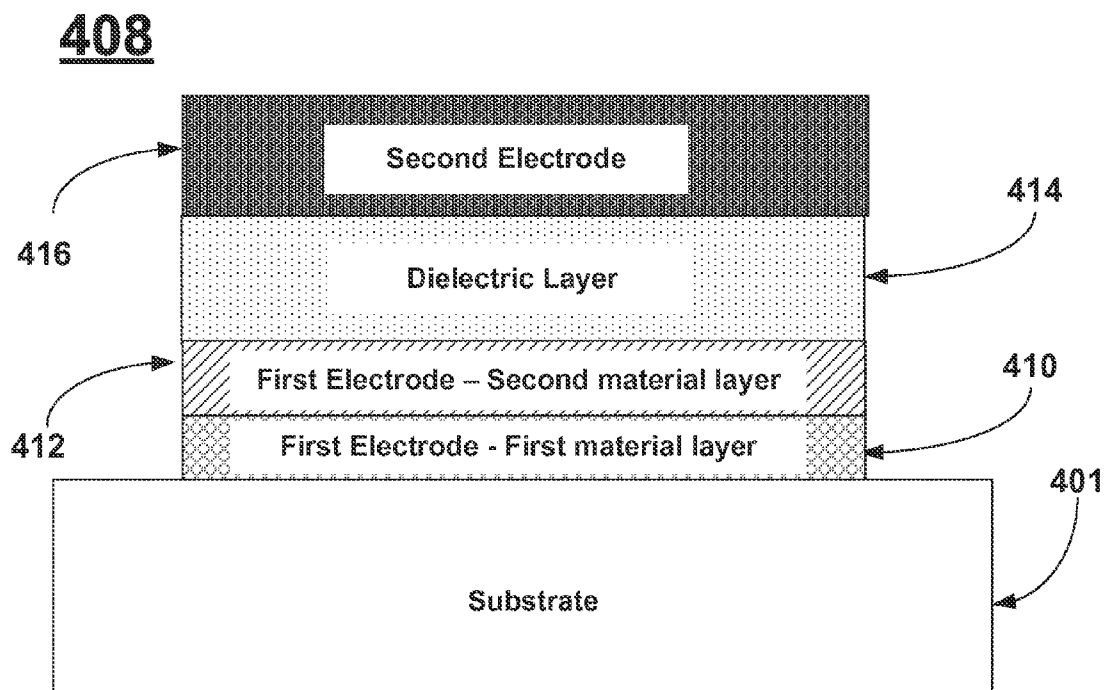 408
Second Electrode
414
416
Dielectric Layer
First Electrode – Second material layer
410
412
First Electrode - First material layer
401
Substrate